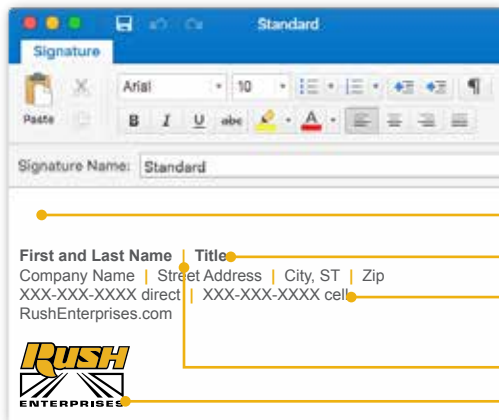 Standard
Signature
Paste
Arial 10
B I U abc A
Signature Name: Standard
First and Last Name | Title
Company Name | Street Address | City, ST | Zip
XXX-XXX-XXXX direct | XXX-XXX-XXXX cell
RushEnterprises.com
RUSH
ENTERPRISES